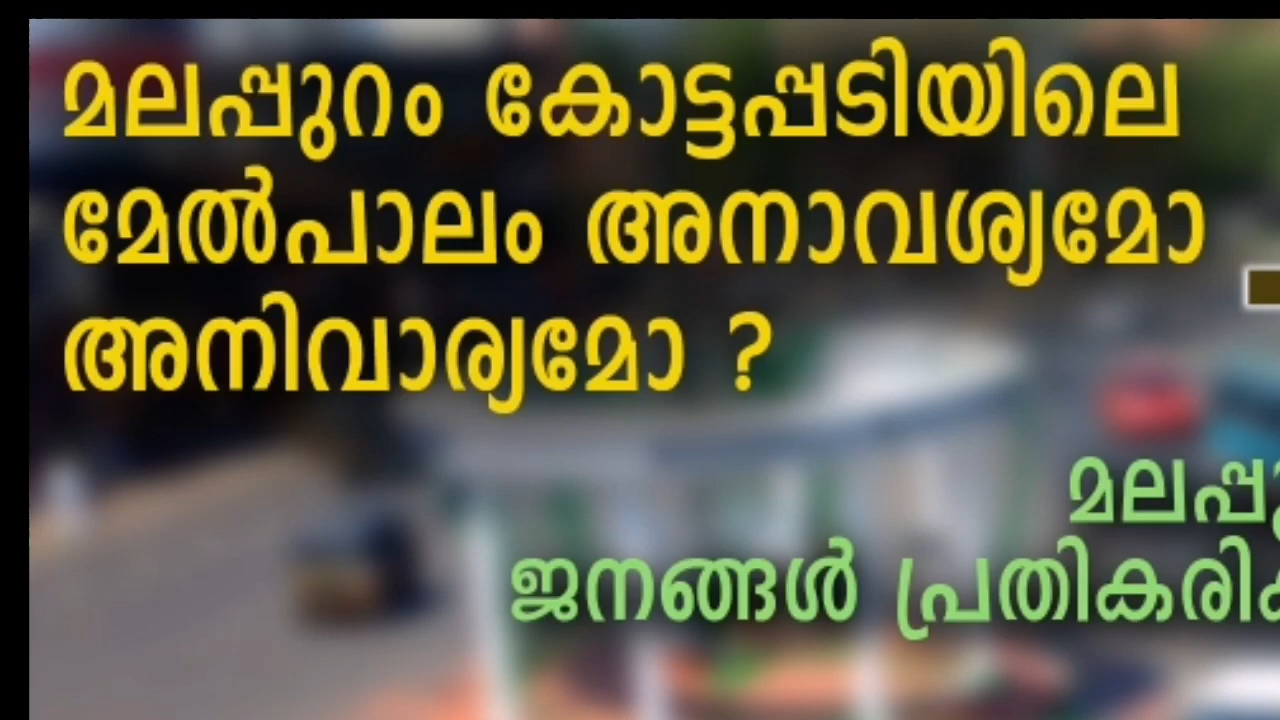 മലപ്പുറം കോട്ടപ്പടിയിലെ
മേൽപാലം അനാവശ്യമോ
അനിവാര്യമോ ?
ജനങ്ങൾ